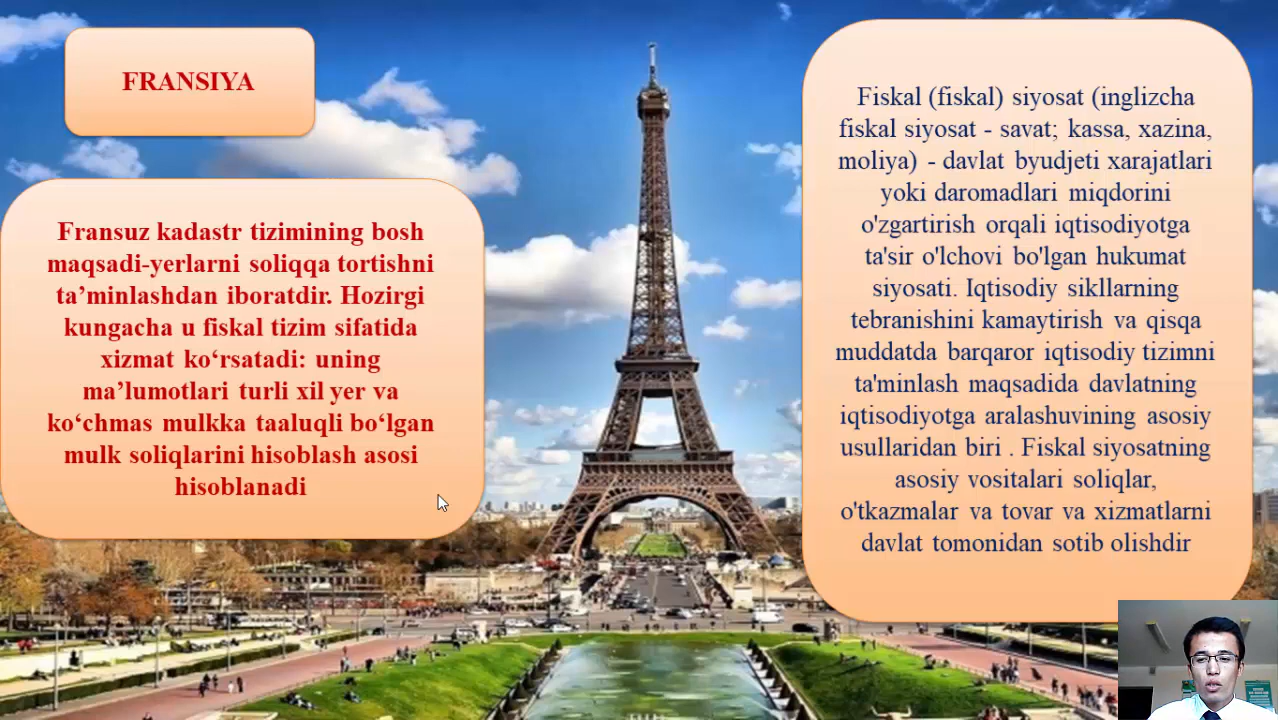 FRANSIYA
Fransuz kadastr tizimining bosh
maqsadi-yerlarni soliqqa tortishni
ta’minlashdan iboratdir. Hozirgi
kungacha u fiskal tizim sifatida
xizmat ko‘rsatadi: uning
ma’lumotlari turli xil yer va
ko‘chmas mulkka taaluqli bo‘lgan
mulk soliqlarini hisoblash asosi
hisoblanadi
Fiskal (fiskal) siyosat (inglizcha
fiskal siyosat - savat; kassa, xazina,
moliya) - davlat byudjeti xarajatlari
yoki daromadlari miqdorini
o'zgartirish orqali iqtisodiyotga
ta'sir o'lchovi bo'lgan hukumat
siyosati. Iqtisodiy sikllarning
tebranishini kamaytirish va qisqa
muddatda barqaror iqtisodiy tizimni
ta'minlash maqsadida davlatning
iqtisodiyotga aralashuvining asosiy
usullaridan biri . Fiskal siyosatning
asosiy vositalari soliqlar,
o'tkazmalar va tovar va xizmatlarni
davlat tomonidan sotib olishdir